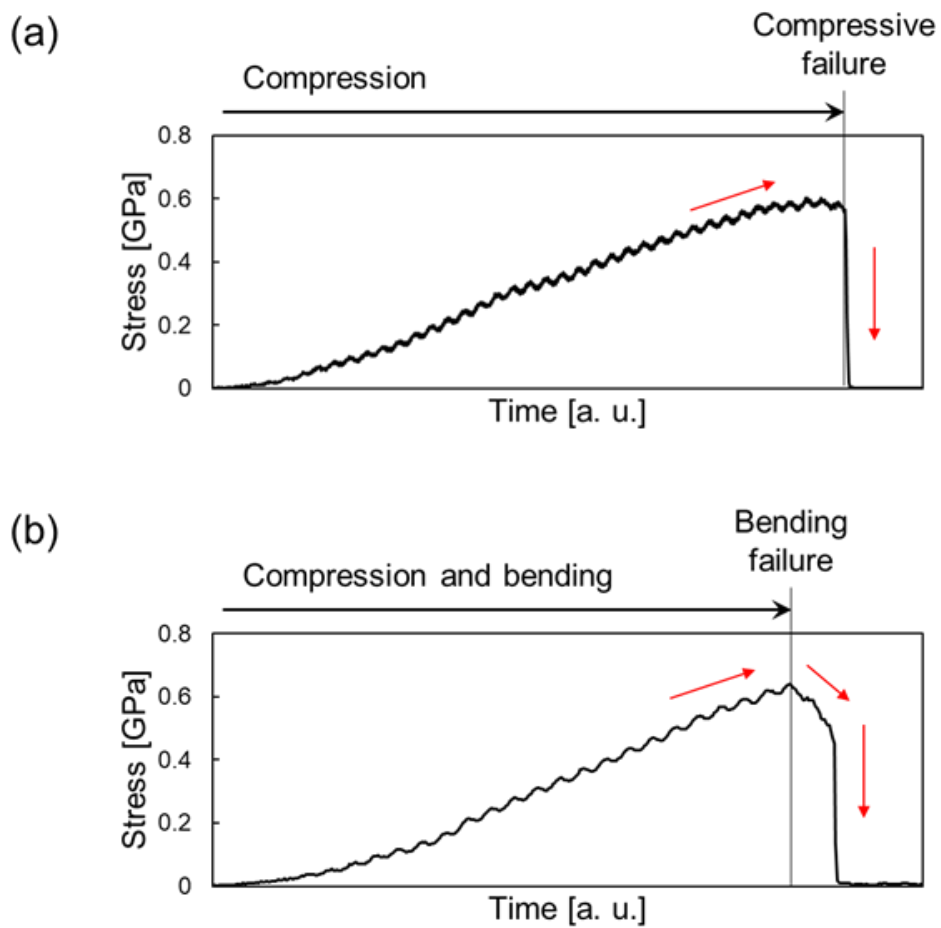 (a)
Compressive
failure
Compression
0.8
0.6
0.4
0.2
0
Stress [GPa]
Time [a. u.]
(b)
Bending
failure
Compression and bending
0.8
0.6
0.4
0.2
0
Stress [GPa]
Time [a. u.]